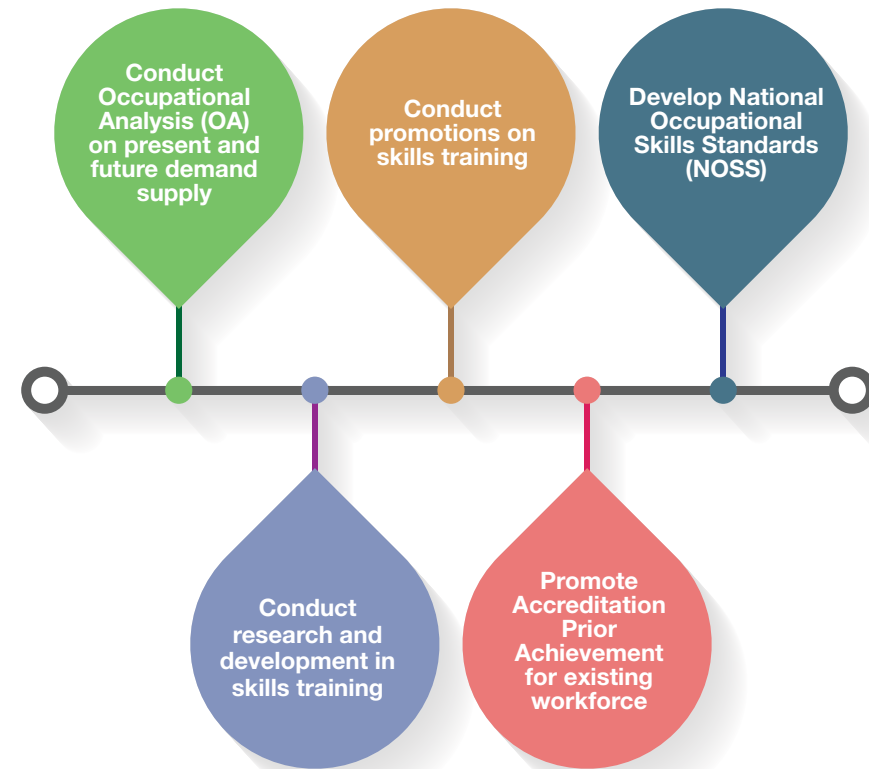 Conduct
Occupational
Analysis (OA)
on present and
future demand
supply
Conduct
promotions on
skills training
Develop National
Occupational
Skills Standards
(NOSS)
Conduct
research and
development in
skills training
Promote
Accreditation
Prior
Achievement
for existing
workforce